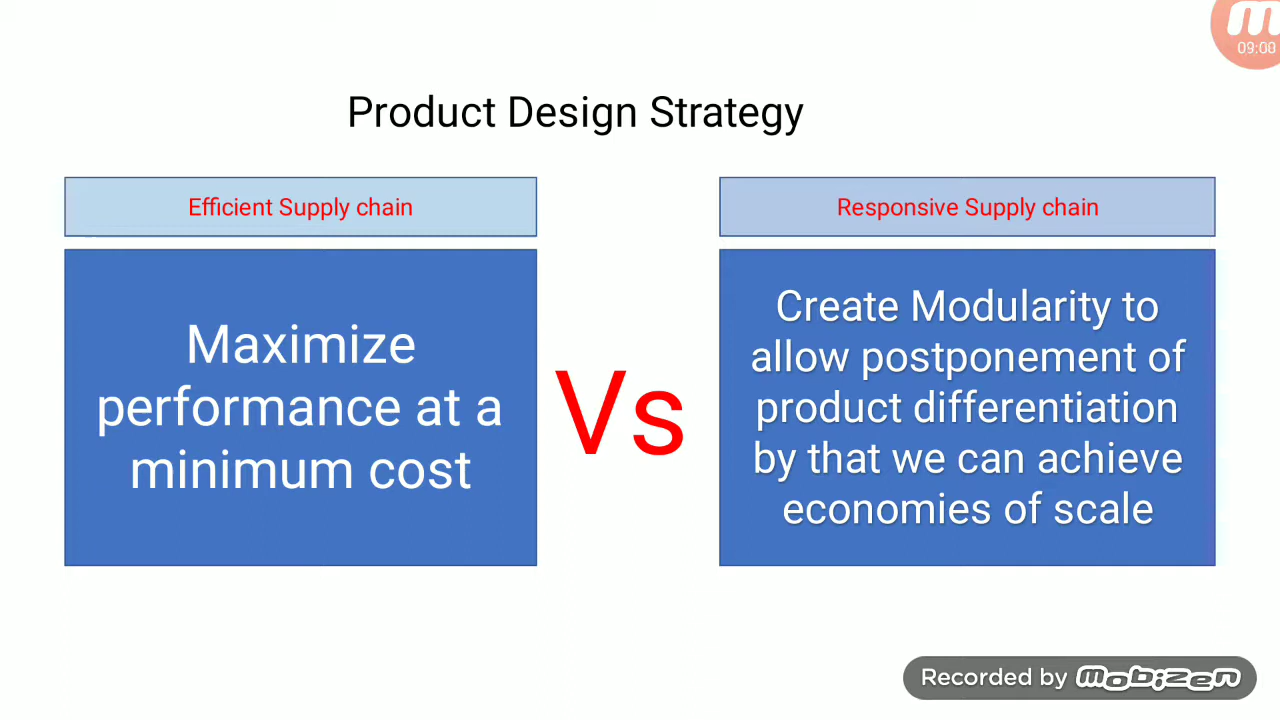 M
09:00
Product Design Strategy
Efficient Supply chain
Responsive Supply chain
Maximize
performance at a
minimum cost
Vs
Create Modularity to
allow postponement of
product differentiation
by that we can achieve
economies of scale
Recorded by mobizen